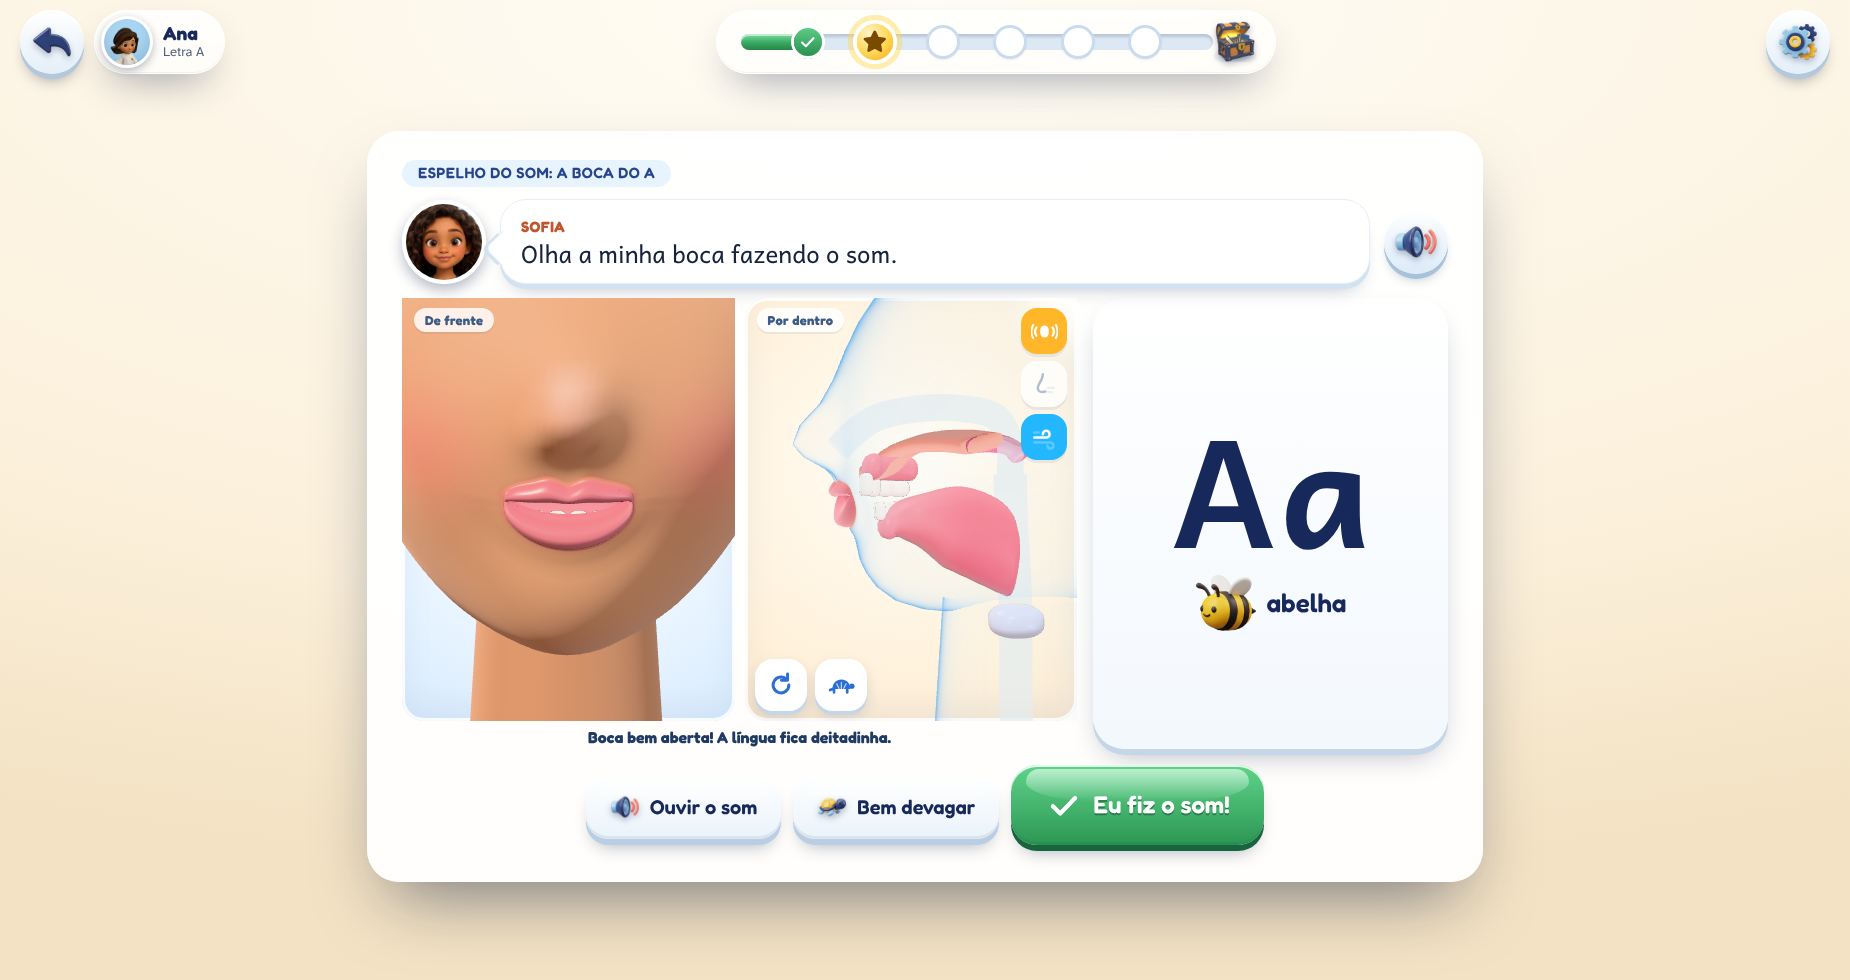 Ana
Letra A
ESPELHO DO SOM: A BOCA DO A
SOFIA
Olha a minha boca fazendo o som.
De frente
Por dentro
Aa
abelha
Boca bem aberta! A língua fica deitadinha.
Ouvir o som
Bem devagar
Eu fiz o som!